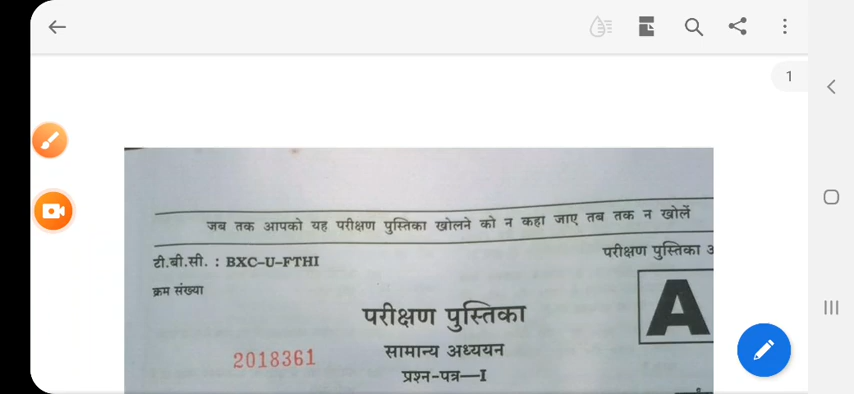 1
जब तक आपको यह परीक्षण पुस्तिका खोलने को न कहा जाए तब तक न खोलें
टी.बी.सी. : BXC-U-FTHI
परीक्षण पुस्तिका
क्रम संख्या
A
परीक्षण पुस्तिका
2018361
सामान्य अध्ययन
प्रश्न-पत्र—I